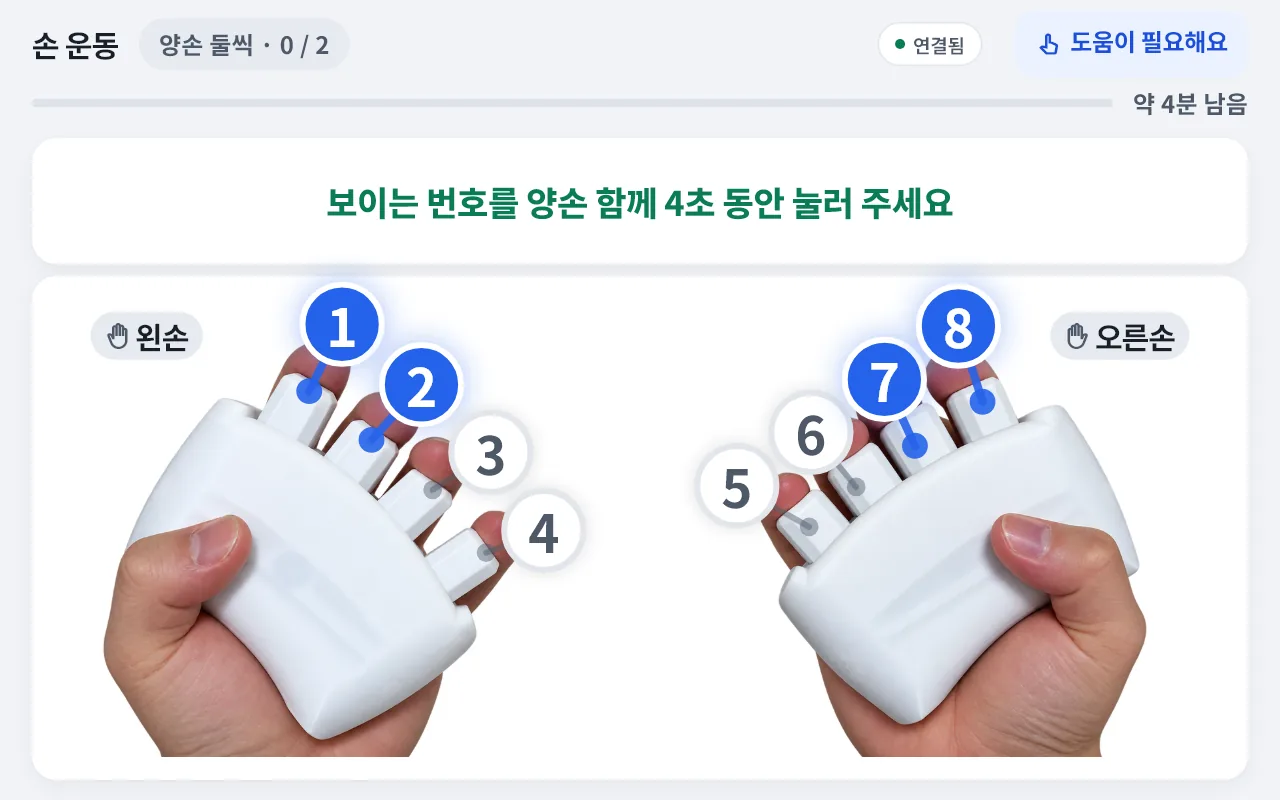 손 운동
양손 둘씩 · 0 / 2
연결됨
도움이 필요해요
약 4분 남음
보이는 번호를 양손 함께 4초 동안 눌러 주세요
왼손
1
2
3
4
5
6
7
8
오른손